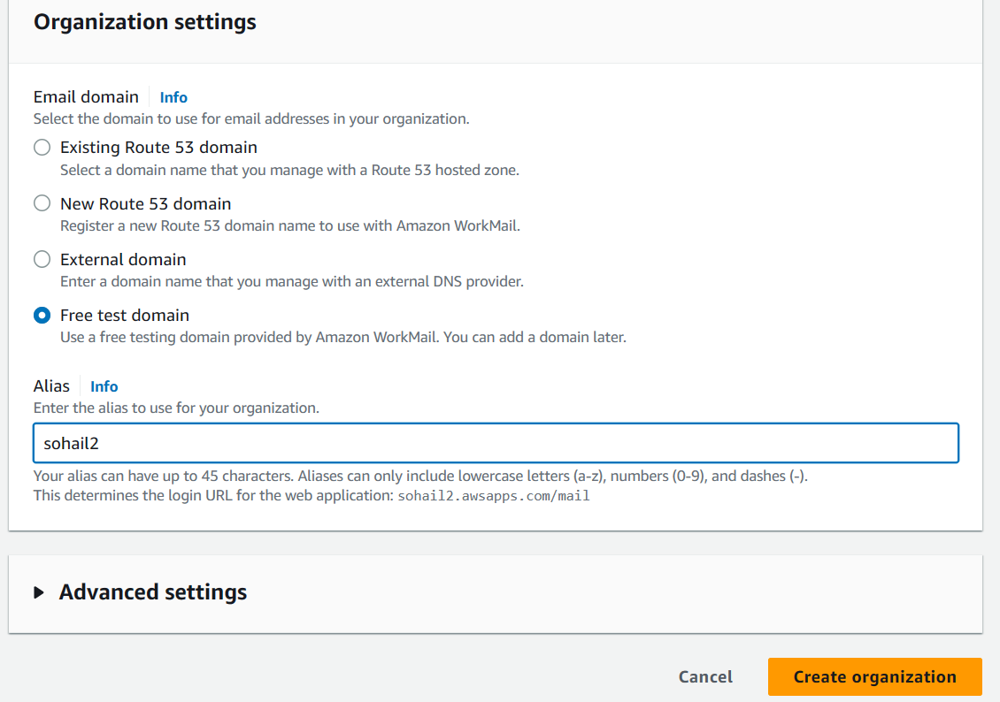 Organization settings
Email domain Info
Select the domain to use for email addresses in your organization.
Existing Route 53 domain
Select a domain name that you manage with a Route 53 hosted zone.
New Route 53 domain
Register a new Route 53 domain name to use with Amazon WorkMail.
External domain
Enter a domain name that you manage with an external DNS provider.
Free test domain
Use a free testing domain provided by Amazon WorkMail. You can add a domain later.
Alias Info
Enter the alias to use for your organization.
sohail2
Your alias can have up to 45 characters. Aliases can only include lowercase letters (a-z), numbers (0-9), and dashes (-).
This determines the login URL for the web application: sohail2.awsapps.com/mail
Advanced settings
Cancel Create organization